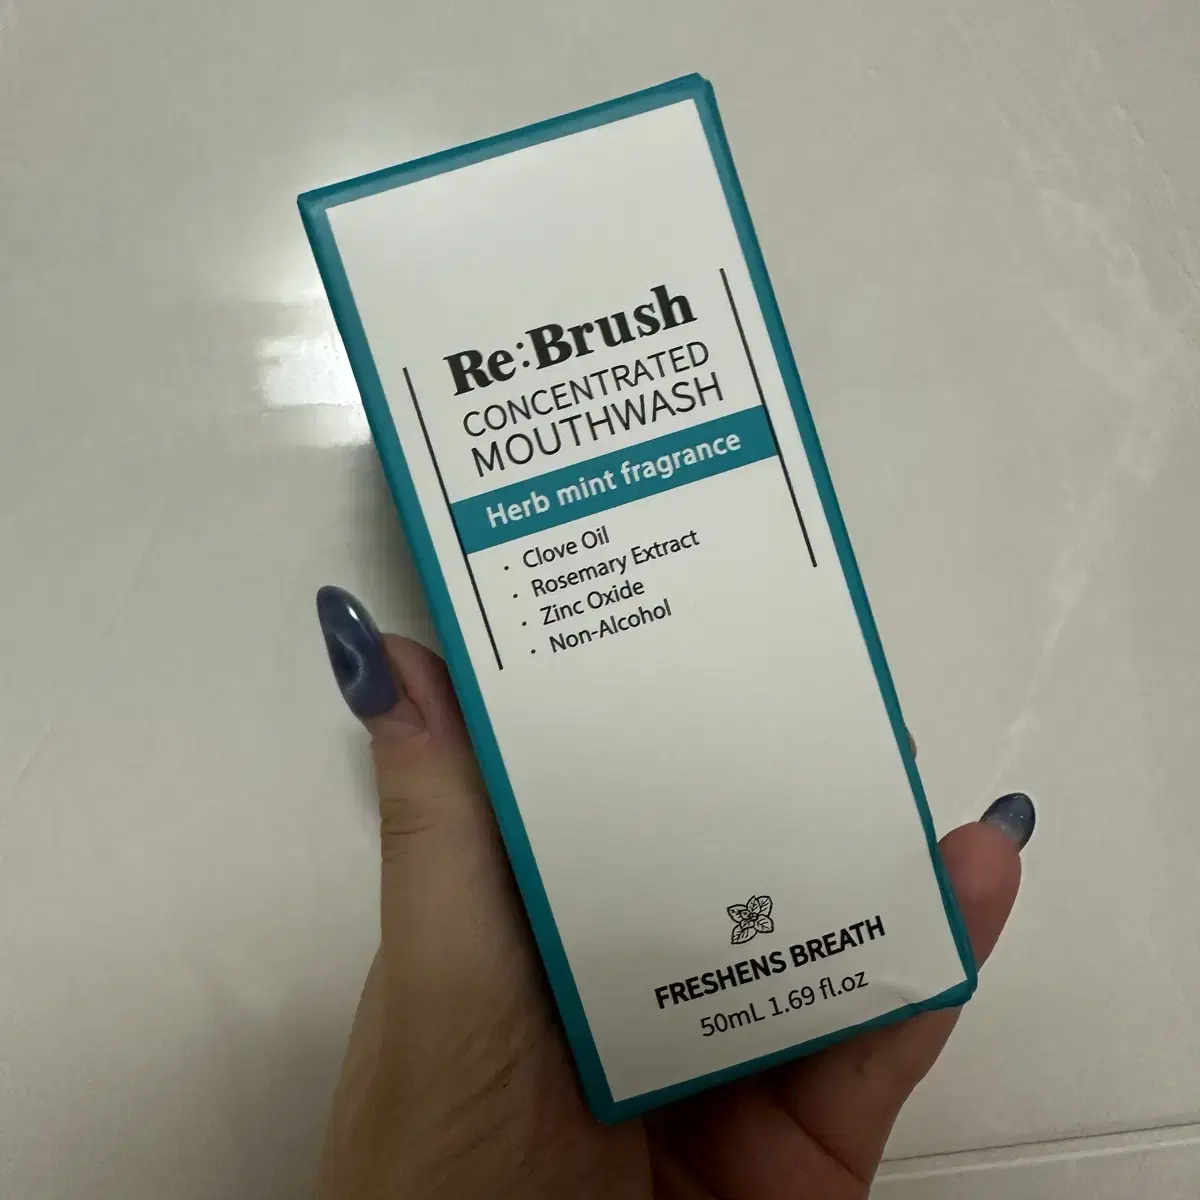 Re:Brush
CONCENTRATED
MOUTHWASH
Herb mint fragrance
· Clove Oil
· Rosemary Extract
· Zinc Oxide
· Non-Alcohol
FRESHENS BREATH
50mL 1.69 fl.oz